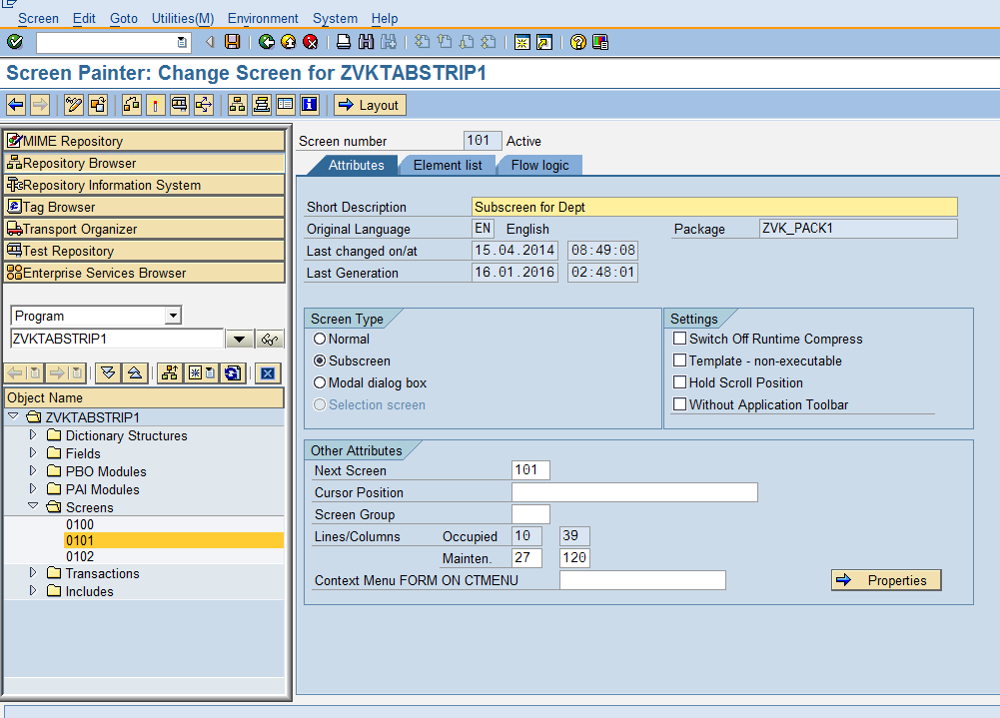 Screen Edit Goto Utilities(M) Environment System Help
Screen Painter: Change Screen for ZVKTABSTRIP1
Layout
MIME Repository
Repository Browser
Repository Information System
Tag Browser
Transport Organizer
Test Repository
Enterprise Services Browser
Program
ZVKTABSTRIP1
Object Name
ZVKTABSTRIP1
Dictionary Structures
Fields
PBO Modules
PAI Modules
Screens
0100
0101
0102
Transactions
Includes
Screen number 101 Active
Attributes Element list Flow logic
Short Description Subscreen for Dept
Original Language EN English Package ZVK_PACK1
Last changed on/at 15.04.2014 08:49:08
Last Generation 16.01.2016 02:48:01
Screen Type
Normal
Subscreen
Modal dialog box
Selection screen
Settings
Switch Off Runtime Compress
Template - non-executable
Hold Scroll Position
Without Application Toolbar
Other Attributes
Next Screen 101
Cursor Position
Screen Group
Lines/Columns Occupied 10 39
Mainten. 27 120
Context Menu FORM ON CTMENU
Properties